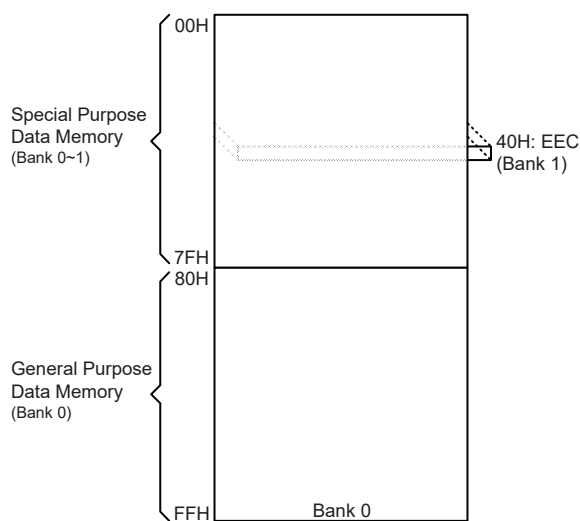 00H
Special Purpose
Data Memory
(Bank 0~1)
40H: EEC
(Bank 1)
7FH
80H
General Purpose
Data Memory
(Bank 0)
FFH
Bank 0